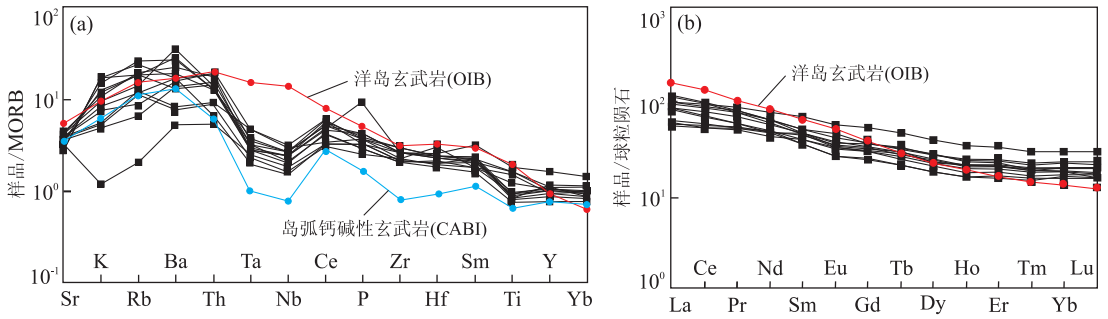 (a)
样品/MORB
10²
10¹
10⁰
10⁻¹
洋岛玄武岩(OIB)
岛弧钙碱性玄武岩(CABI)
K Ba Ta Ce Zr Sm Y
Sr Rb Th Nb P Hf Ti Yb
(b)
样品/球粒陨石
10³
10²
10¹
10⁰
洋岛玄武岩(OIB)
Ce Nd Eu Tb Ho Tm Lu
La Pr Sm Gd Dy Er Yb